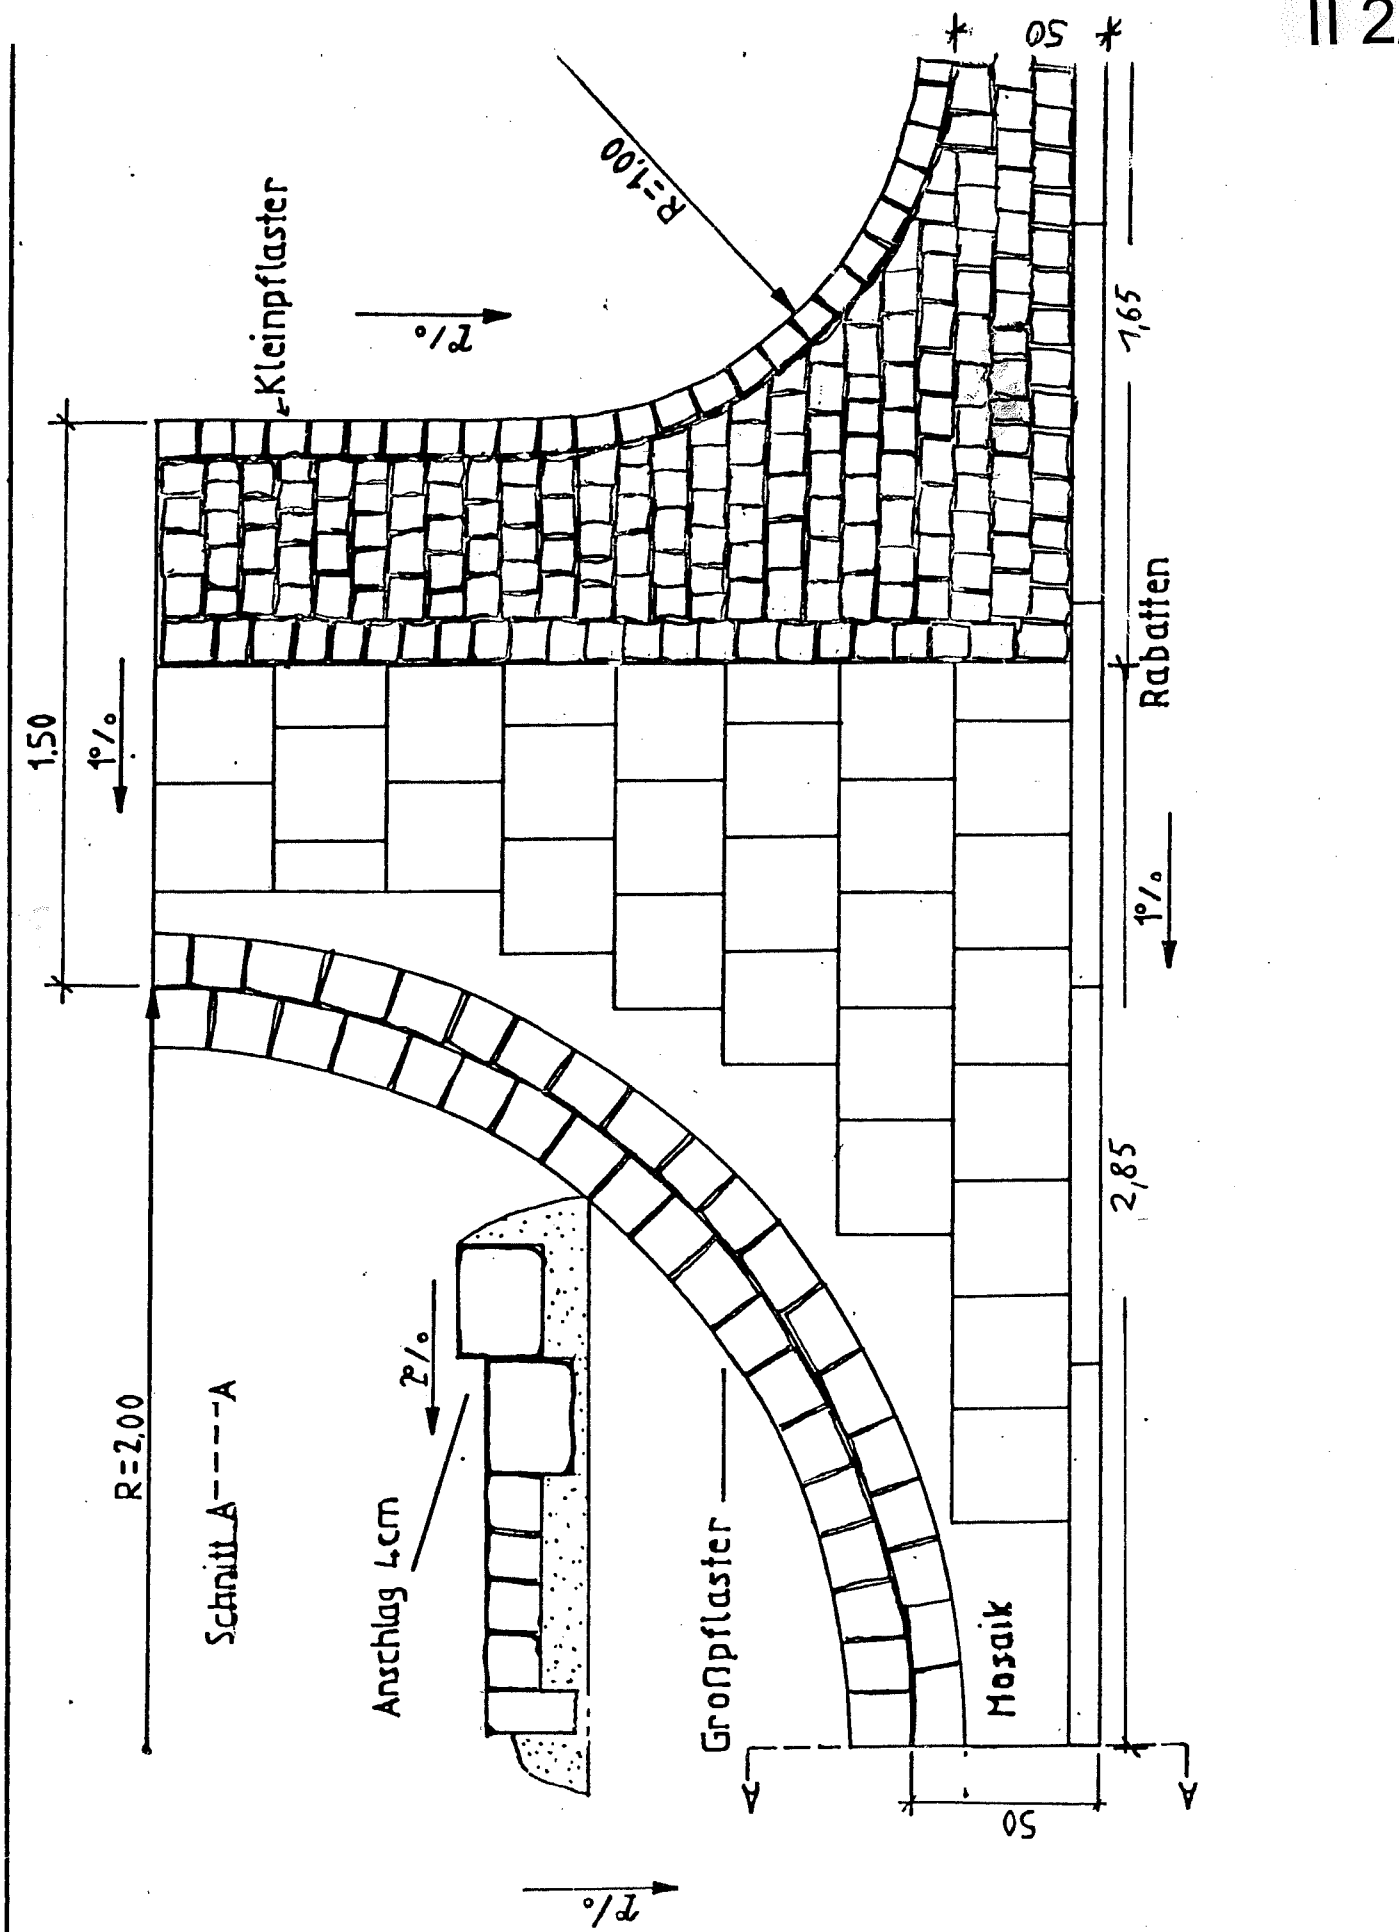 II 2
50
R=1,00
Kleinpflaster
2%
1,65
1.50
1%
Rabatten
1%
2,85
R=2,00
Schnitt A-----A
2%
Anschlag 4cm
Großpflaster
Mosaik
A
A
50
2%